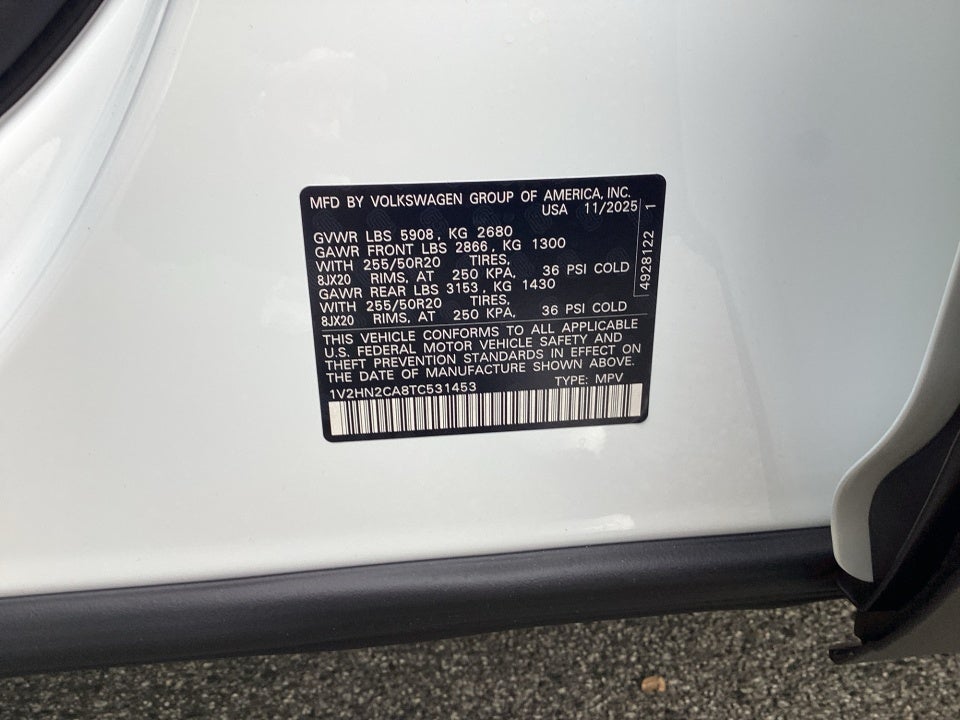 MFD BY VOLKSWAGEN GROUP OF AMERICA, INC.
USA 11/2025
GVWR LBS 5908, KG 2680
GAWR FRONT LBS 2866, KG 1300
WITH 255/50R20 TIRES,
8JX20 RIMS, AT 250 KPA, 36 PSI COLD
GAWR REAR LBS 3153, KG 1430
WITH 255/50R20 TIRES,
8JX20 RIMS, AT 250 KPA, 36 PSI COLD
4928122 1
THIS VEHICLE CONFORMS TO ALL APPLICABLE
U.S. FEDERAL MOTOR VEHICLE SAFETY AND
THEFT PREVENTION STANDARDS IN EFFECT ON
THE DATE OF MANUFACTURE SHOWN ABOVE.
1V2HN2CA8TC531453 TYPE: MPV